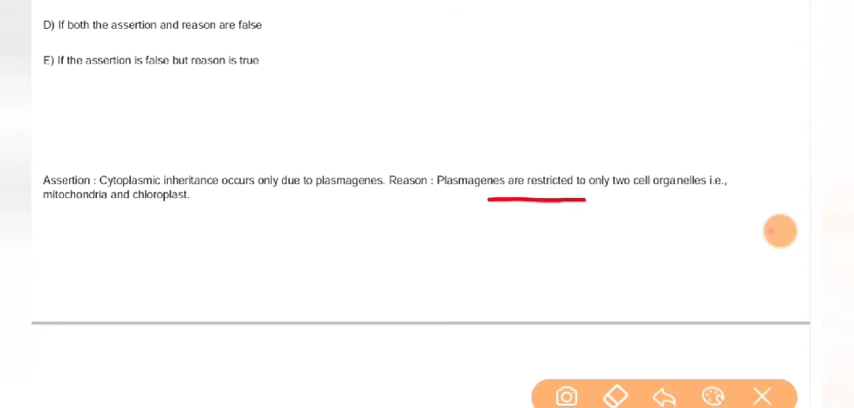 D) If both the assertion and reason are false
E) If the assertion is false but reason is true
Assertion : Cytoplasmic inheritance occurs only due to plasmagenes. Reason : Plasmagenes are restricted to only two cell organelles i.e.,
mitochondria and chloroplast.